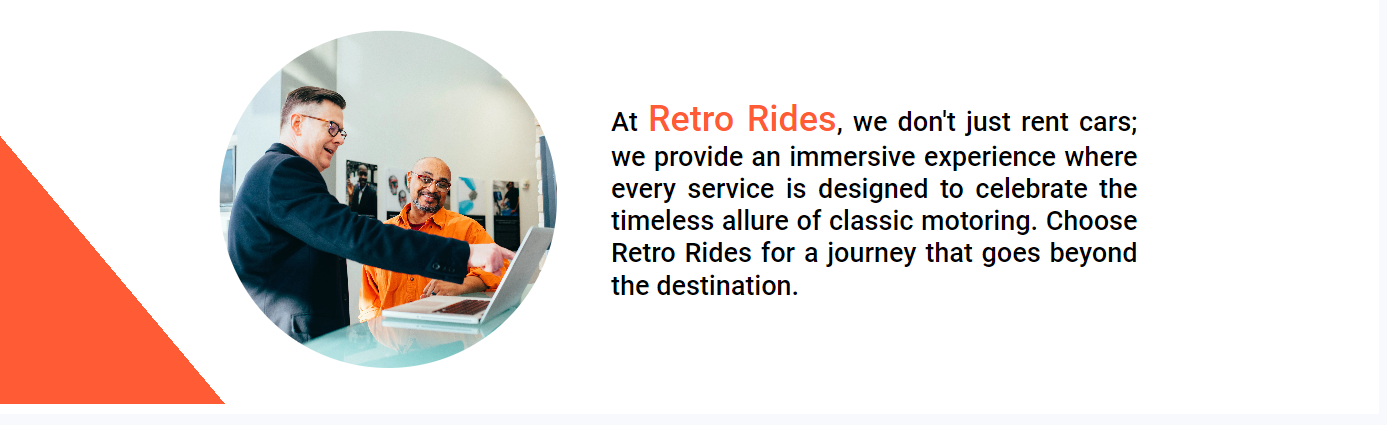 At Retro Rides, we don't just rent cars;
we provide an immersive experience where
every service is designed to celebrate the
timeless allure of classic motoring. Choose
Retro Rides for a journey that goes beyond
the destination.